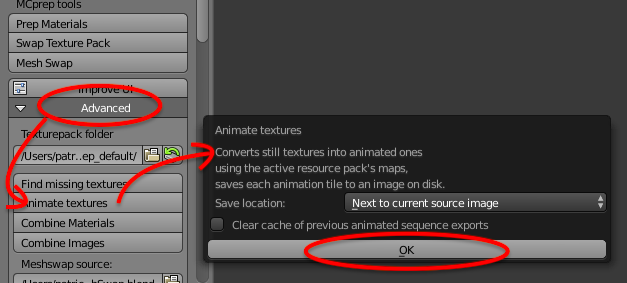 MCprep tools
Prep Materials
Swap Texture Pack
Mesh Swap
Improve UI
Advanced
Texturepack folder
/Users/patr..ep_default/
Find missing textures
Animate textures
Combine Materials
Combine Images
Meshswap source:
Animate textures
Converts still textures into animated ones
using the active resource pack's maps,
saves each animation tile to an image on disk.
Save location:
Next to current source image
Clear cache of previous animated sequence exports
OK